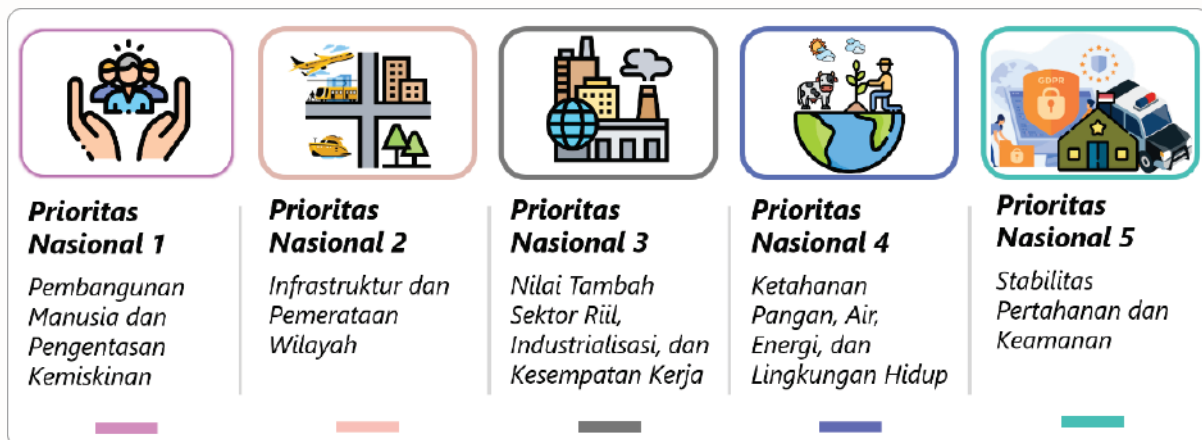 Prioritas
Nasional 1
Pembangunan
Manusia dan
Pengentasan
Kemiskinan
Prioritas
Nasional 2
Infrastruktur dan
Pemerataan
Wilayah
Prioritas
Nasional 3
Nilai Tambah
Sektor Riil,
Industrialisasi, dan
Kesempatan Kerja
Prioritas
Nasional 4
Ketahanan
Pangan, Air,
Energi, dan
Lingkungan Hidup
GDPR
Prioritas
Nasional 5
Stabilitas
Pertahanan dan
Keamanan